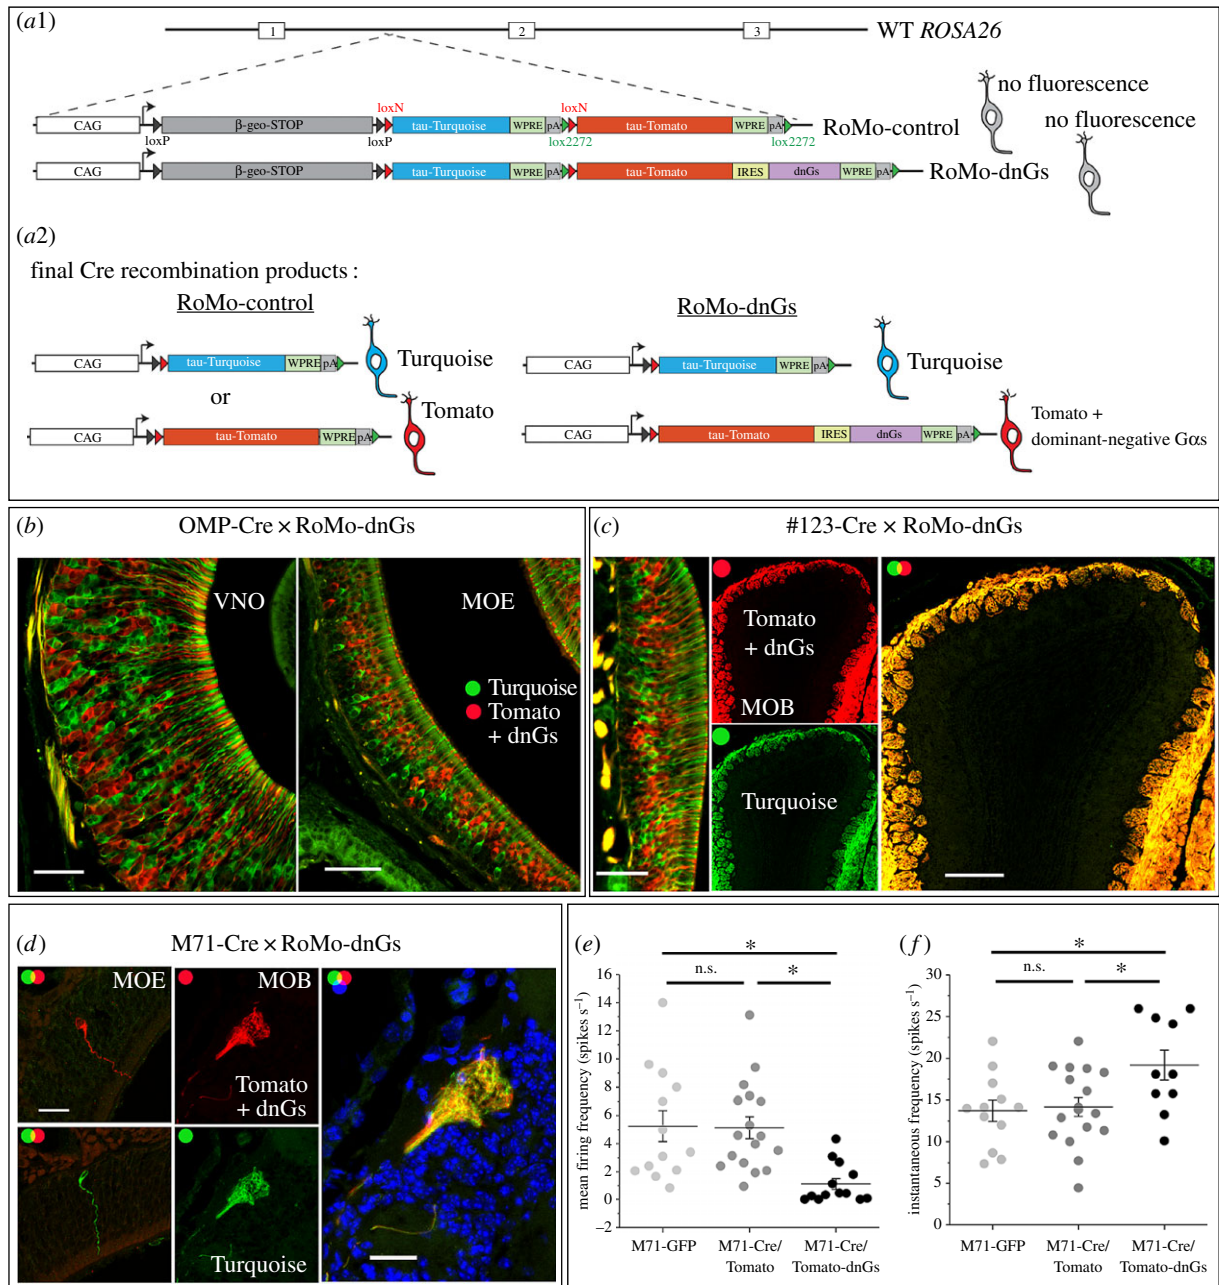 (a1)
1
2
3
WT ROSA26
no fluorescence
no fluorescence
loxN
loxN
CAG
β-geo-STOP
tau-Turquoise
WPRE
pA
tau-Tomato
WPRE
pA
RoMo-control
loxP
loxP
lox2272
lox2272
CAG
β-geo-STOP
tau-Turquoise
WPRE
pA
tau-Tomato
IRES
dnGs
WPRE
pA
RoMo-dnGs
(a2)
final Cre recombination products :
RoMo-control
RoMo-dnGs
CAG
tau-Turquoise
WPRE
pA
Turquoise
CAG
tau-Turquoise
WPRE
pA
Turquoise
or
CAG
tau-Tomato
WPRE
pA
Tomato
CAG
tau-Tomato
IRES
dnGs
WPRE
pA
Tomato +
dominant-negative Gαs
(b)
OMP-Cre × RoMo-dnGs
VNO
MOE
Turquoise
Tomato
+ dnGs
(c)
#123-Cre × RoMo-dnGs
Tomato
+ dnGs
MOB
Turquoise
(d)
M71-Cre × RoMo-dnGs
MOE
MOB
Tomato
+ dnGs
Turquoise
(e)
*
n.s.
*
mean firing frequency (spikes s⁻¹)
16
14
12
10
8
6
4
2
0
−2
M71-GFP
M71-Cre/
Tomato
M71-Cre/
Tomato-dnGs
(f)
*
n.s.
*
instantaneous frequency (spikes s⁻¹)
30
25
20
15
10
5
0
M71-GFP
M71-Cre/
Tomato
M71-Cre/
Tomato-dnGs